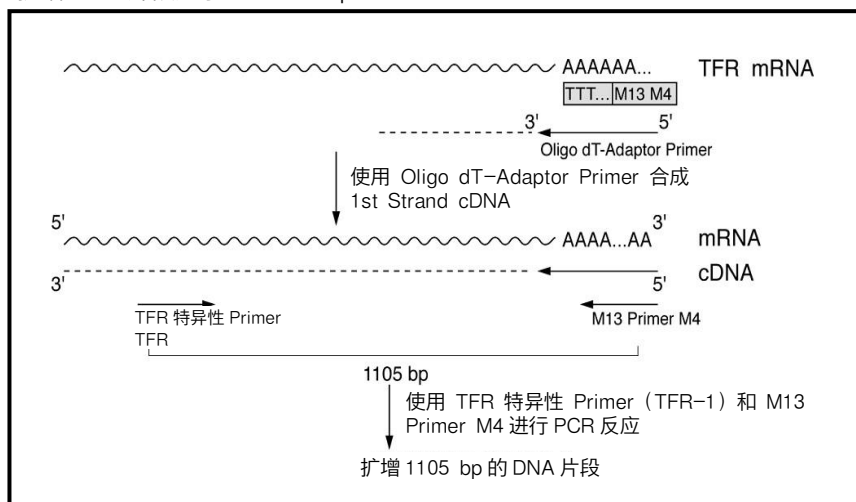 AAAAAA... TFR mRNA
TTT... M13 M4
3' 5'
Oligo dT-Adaptor Primer
使用 Oligo dT-Adaptor Primer 合成
1st Strand cDNA
5' 3'
AAAA...AA mRNA
cDNA
3' 5'
TFR 特异性 Primer M13 Primer M4
TFR
1105 bp
使用 TFR 特异性 Primer（TFR-1）和 M13
Primer M4 进行 PCR 反应
扩增 1105 bp 的 DNA 片段